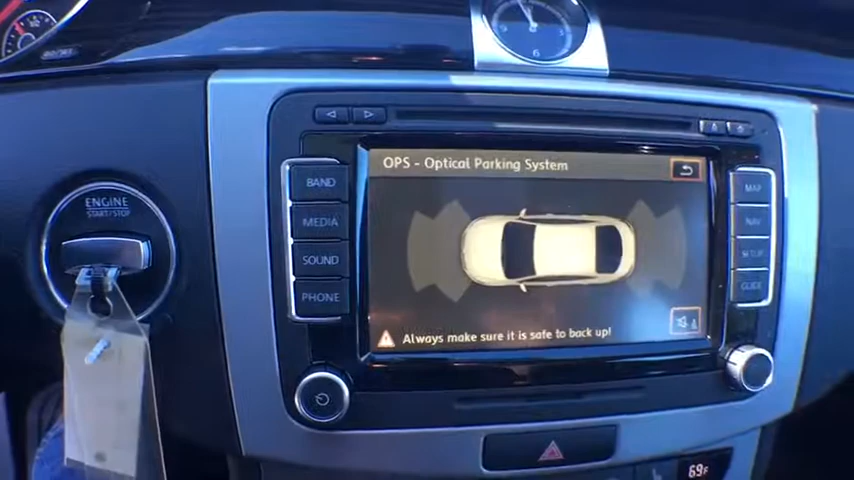 ENGINE
START/STOP
OPS - Optical Parking System
BAND
MEDIA
SOUND
PHONE
MAP
NAV
SETUP
GUIDE
Always make sure it is safe to back up!
69°F